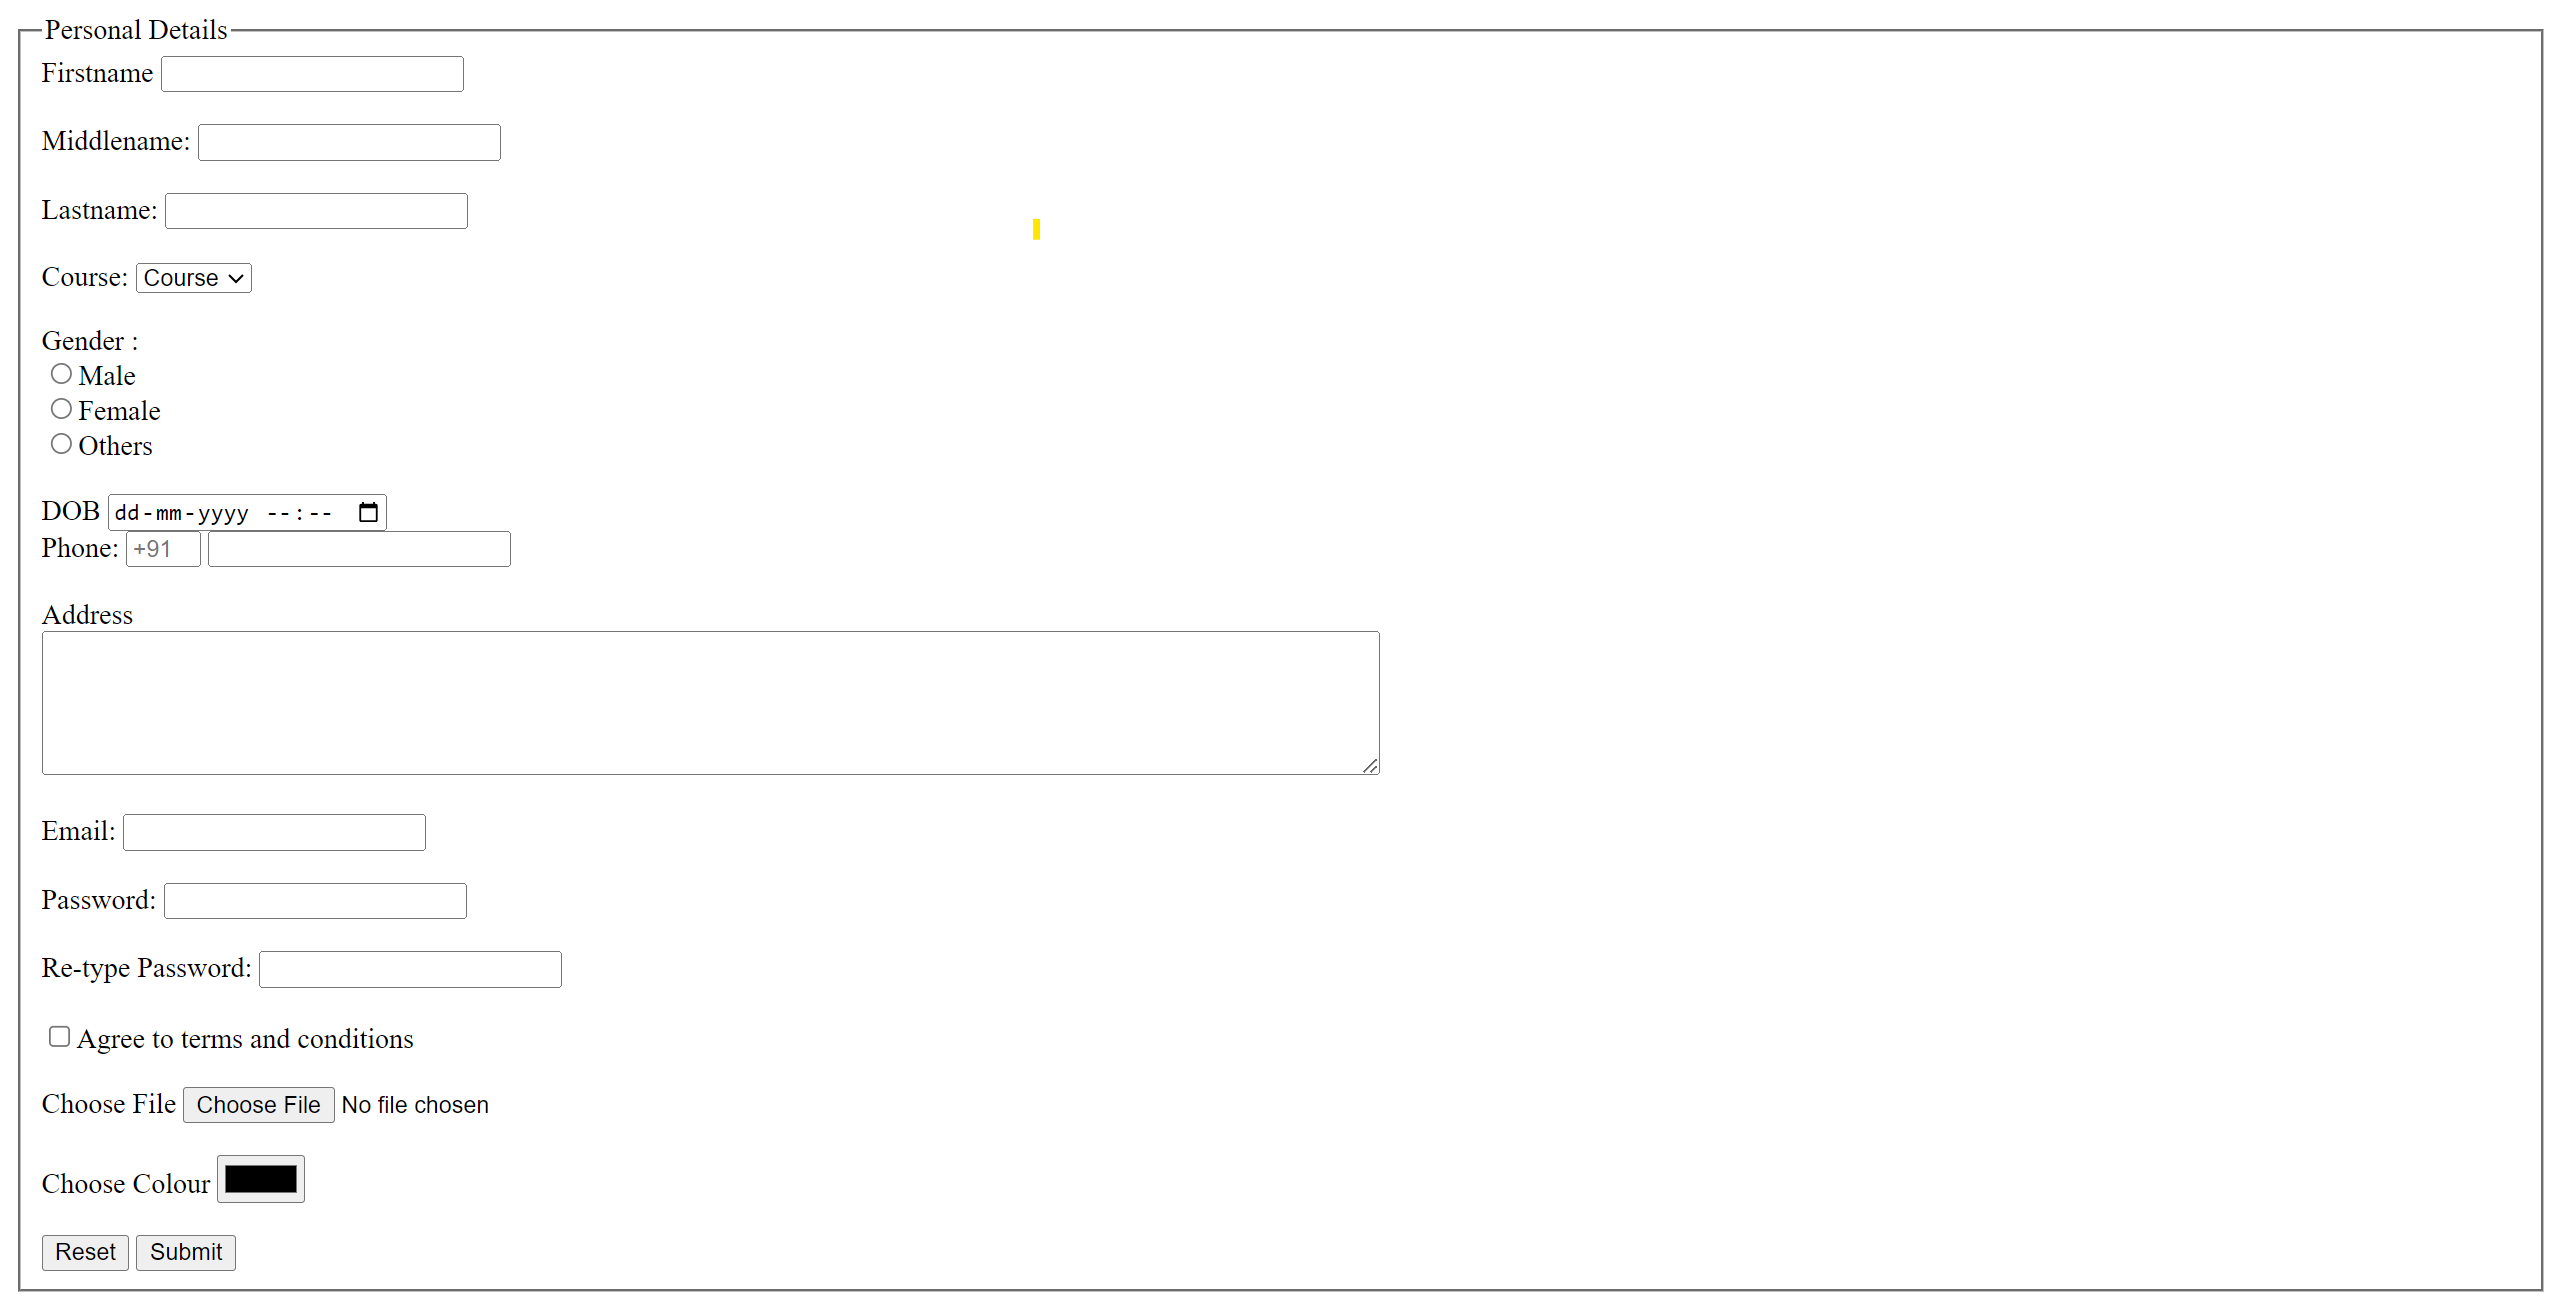 Personal Details
Firstname
Middlename:
Lastname:
Course: Course
Gender :
Male
Female
Others
DOB dd-mm-yyyy --:--
Phone: +91
Address
Email:
Password:
Re-type Password:
Agree to terms and conditions
Choose File Choose File No file chosen
Choose Colour
Reset Submit